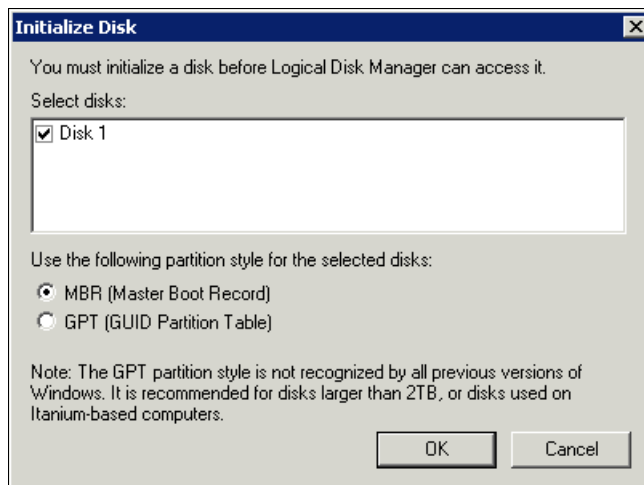 Initialize Disk
You must initialize a disk before Logical Disk Manager can access it.
Select disks:
Disk 1
Use the following partition style for the selected disks:
MBR (Master Boot Record)
GPT (GUID Partition Table)
Note: The GPT partition style is not recognized by all previous versions of
Windows. It is recommended for disks larger than 2TB, or disks used on
Itanium-based computers.
OK Cancel